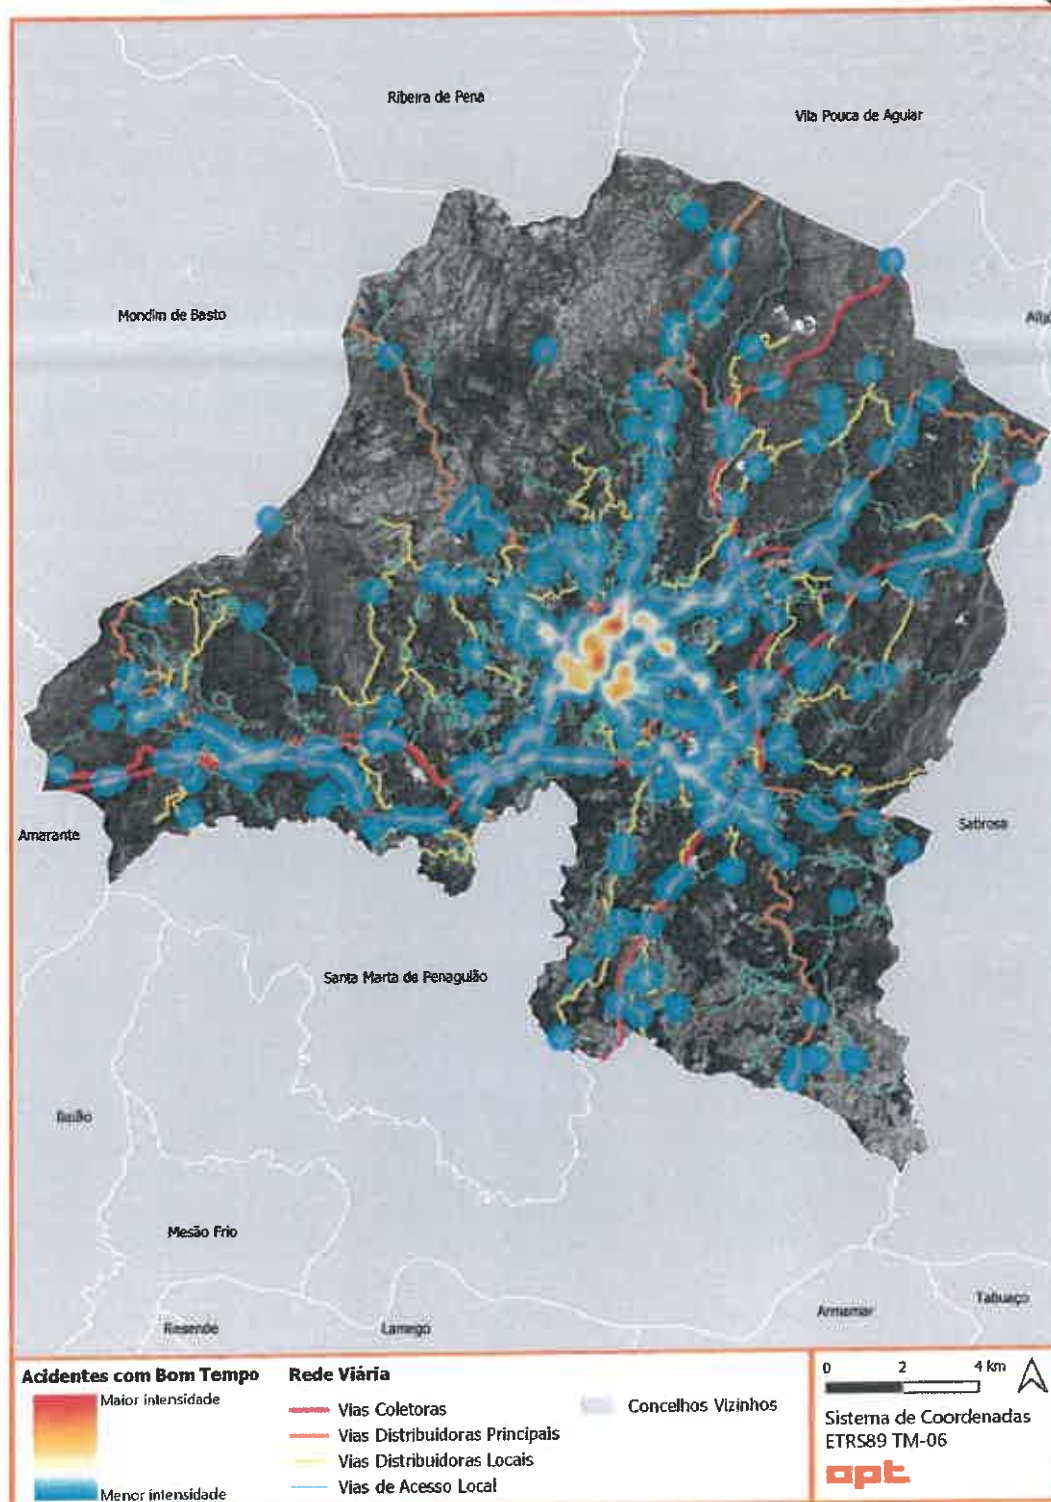 Ribeira de Pena
Vila Pouca de Aguiar
Mondim de Basto
Amarante
Santa Marta de Penaguião
Mesão Frio
Resende
Lamego
Armamar
Tabuaço
Acidentes com Bom Tempo
Maior intensidade
Menor intensidade
Rede Viária
Vias Coletoras
Vias Distribuidoras Principais
Vias Distribuidoras Locais
Vias de Acesso Local
Concelhos Vizinhos
0 2 4 km
Sistema de Coordenadas
ETRS89 TM-06
opt